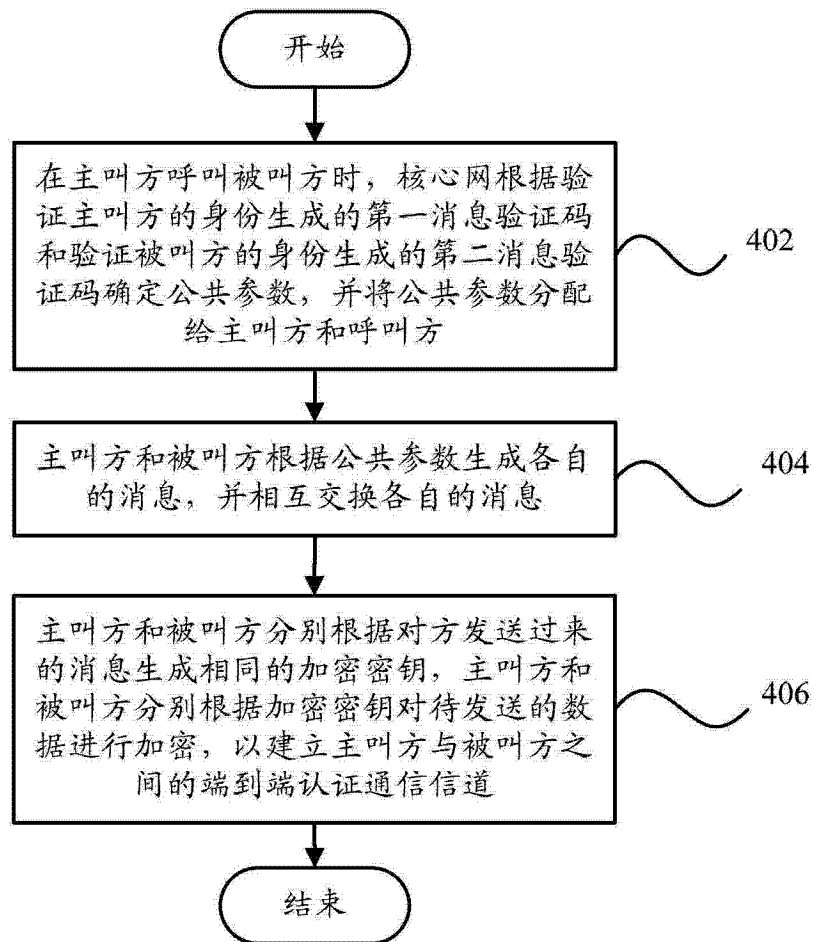 开始
在主叫方呼叫被叫方时，核心网根据验
证主叫方的身份生成的第一消息验证码
和验证被叫方的身份生成的第二消息验
证码确定公共参数，并将公共参数分配
给主叫方和呼叫方
402
主叫方和被叫方根据公共参数生成各自
的消息，并相互交换各自的消息
404
主叫方和被叫方分别根据对方发送过来
的消息生成相同的加密密钥，主叫方和
被叫方分别根据加密密钥对待发送的数
据进行加密，以建立主叫方与被叫方之
间的端到端认证通信信道
406
结束